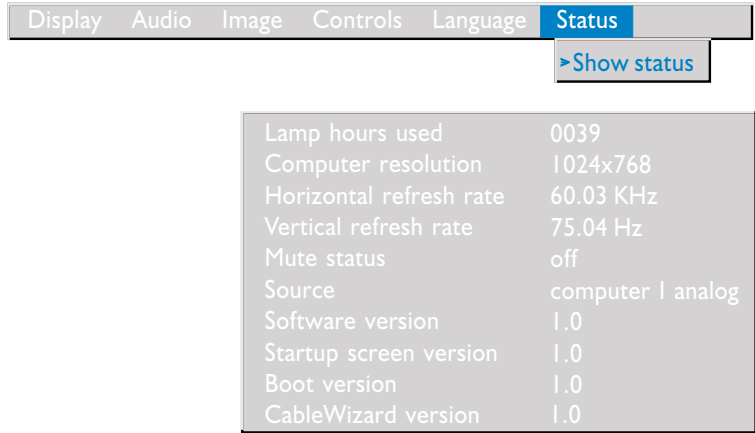 Display Audio Image Controls Language Status
➤Show status
Lamp hours used 0039
Computer resolution 1024x768
Horizontal refresh rate 60.03 KHz
Vertical refresh rate 75.04 Hz
Mute status off
Source computer 1 analog
Software version 1.0
Startup screen version 1.0
Boot version 1.0
CableWizard version 1.0